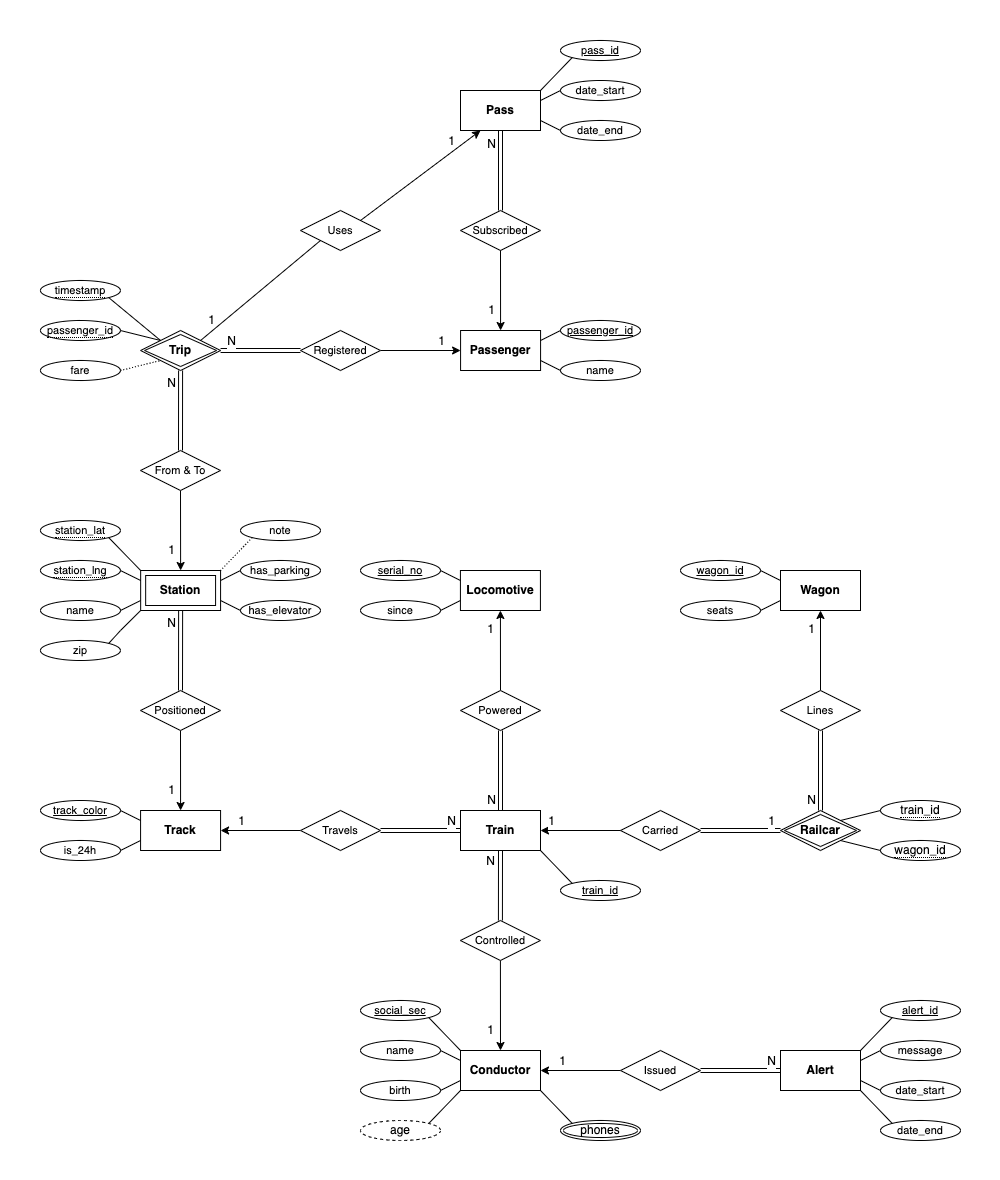 pass_id
Pass
date_start
date_end
1
N
Uses
Subscribed
timestamp
1
1
passenger_id
Trip
N
Registered
1
Passenger
passenger_id
fare
name
N
From & To
station_lat
note
1
station_lng
Station
has_parking
serial_no
Locomotive
wagon_id
Wagon
name
has_elevator
since
seats
N
1
1
zip
Positioned
Powered
Lines
1
N
N
track_color
Track
1
Travels
N
Train
1
Carried
1
Railcar
train_id
is_24h
wagon_id
N
train_id
Controlled
social_sec
alert_id
1
name
Conductor
1
Issued
N
Alert
message
birth
date_start
age
phones
date_end